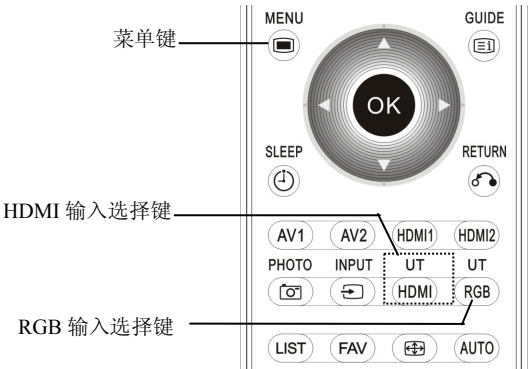 MENU
GUIDE
菜单键
OK
SLEEP
RETURN
HDMI 输入选择键
AV1
AV2
HDMI1
HDMI2
PHOTO
INPUT
UT
UT
HDMI
RGB
RGB 输入选择键
LIST
FAV
AUTO